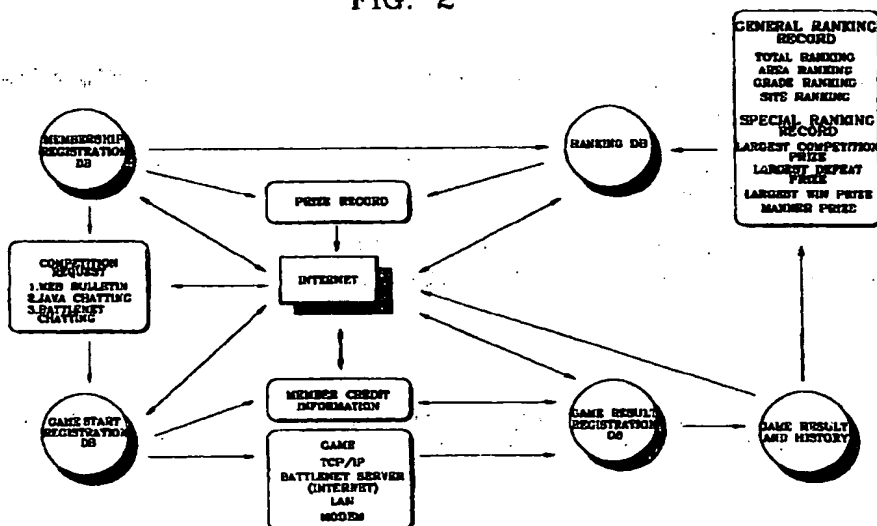 FIG. 2
GENERAL RANKING
RECORD
TOTAL RANKING
AREA RANKING
GRADE RANKING
SITE RANKING
SPECIAL RANKING
RECORD
LARGEST COMPETITION
PRIZE
LARGEST DEFEAT
PRIZE
LARGEST WIN PRIZE
MANNER PRIZE
MEMBERSHIP
REGISTRATION
DB
RANKING DB
PRIZE RECORD
COMPETITION
REQUEST
1.WEB BULLETIN
2.JAVA CHATTING
3.BATTLENET
CHATTING
INTERNET
MEMBER CREDIT
INFORMATION
GAME START
REGISTRATION
DB
GAME
TCP/IP
BATTLENET SERVER
(INTERNET)
LAN
MODEM
GAME RESULT
REGISTRATION
DB
GAME RESULT
AND HISTORY